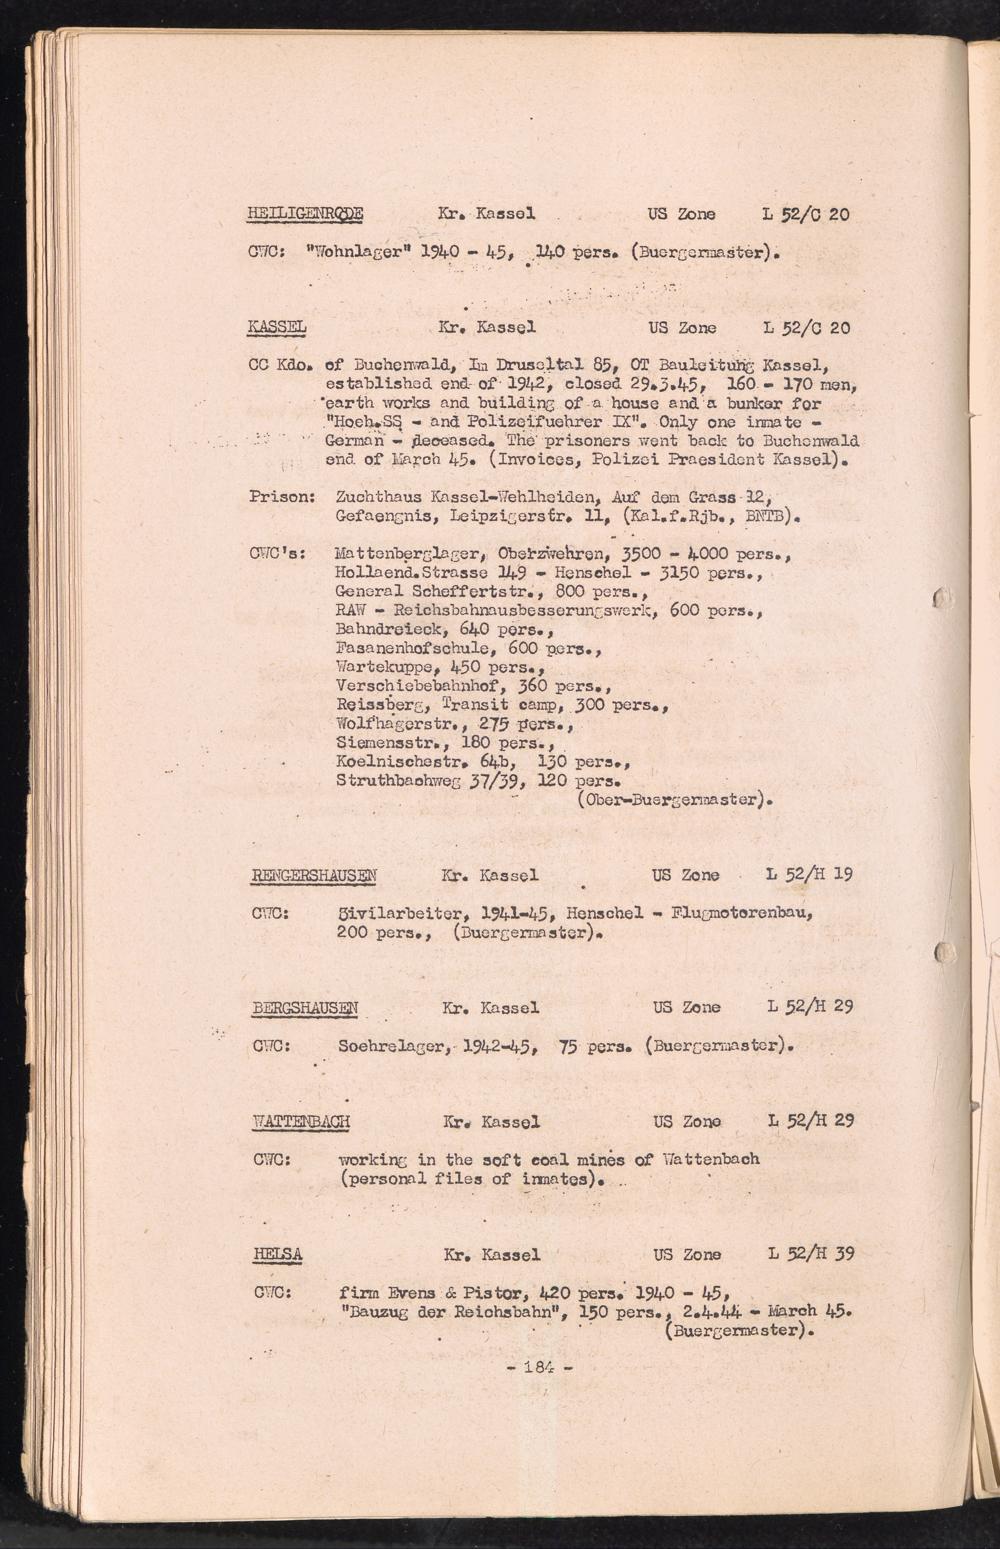 HEILIGENRODE Kr. Kassel US Zone L 52/C 20
CWC: "Wohnlager" 1940 - 45, 140 pers. (Buergermaster).
KASSEL Kr. Kassel US Zone L 52/C 20
CC Kdo. of Buchenwald, Im Druseltal 85, OT Bauleitung Kassel,
established end of 1942, closed 29.3.45, 160 - 170 men,
earth works and building of a house and a bunker for
"Hoeh.SS - and Polizeifuehrer IX". Only one inmate -
German - deceased. The prisoners went back to Buchenwald
end of March 45. (Invoices, Polizei Praesident Kassel).
Prison: Zuchthaus Kassel-Wehlheiden, Auf dem Grass 12,
Gefaengnis, Leipzigerstr. 11, (Kal.f.Rjb., BNTB).
CWC's: Mattenberglager, Oberzwehren, 3500 - 4000 pers.,
Hollaend.Strasse 149 - Henschel - 3150 pers.,
General Scheffertstr., 800 pers.,
RAW - Reichsbahnausbesserungswerk, 600 pers.,
Bahndreieck, 640 pers.,
Fasanenhofschule, 600 pers.,
Wartekuppe, 450 pers.,
Verschiebebahnhof, 360 pers.,
Reissberg, Transit camp, 300 pers.,
Wolfhagerstr., 275 pers.,
Siemensstr., 180 pers.,
Koelnischestr. 64b, 130 pers.,
Struthbachweg 37/39, 120 pers.
(Ober-Buergermaster).
RENGERSHAUSEN Kr. Kassel US Zone L 52/H 19
CWC: Zivilarbeiter, 1941-45, Henschel - Flugmotorenbau,
200 pers., (Buergermaster).
BERGSHAUSEN Kr. Kassel US Zone L 52/H 29
CWC: Soehrelager, 1942-45, 75 pers. (Buergermaster).
WATTENBACH Kr. Kassel US Zone L 52/H 29
CWC: working in the soft coal mines of Wattenbach
(personal files of inmates).
HELSA Kr. Kassel US Zone L 52/H 39
CWC: firm Evens & Pistor, 420 pers. 1940 - 45,
"Bauzug der Reichsbahn", 150 pers., 2.4.44 - March 45.
(Buergermaster).
- 184 -